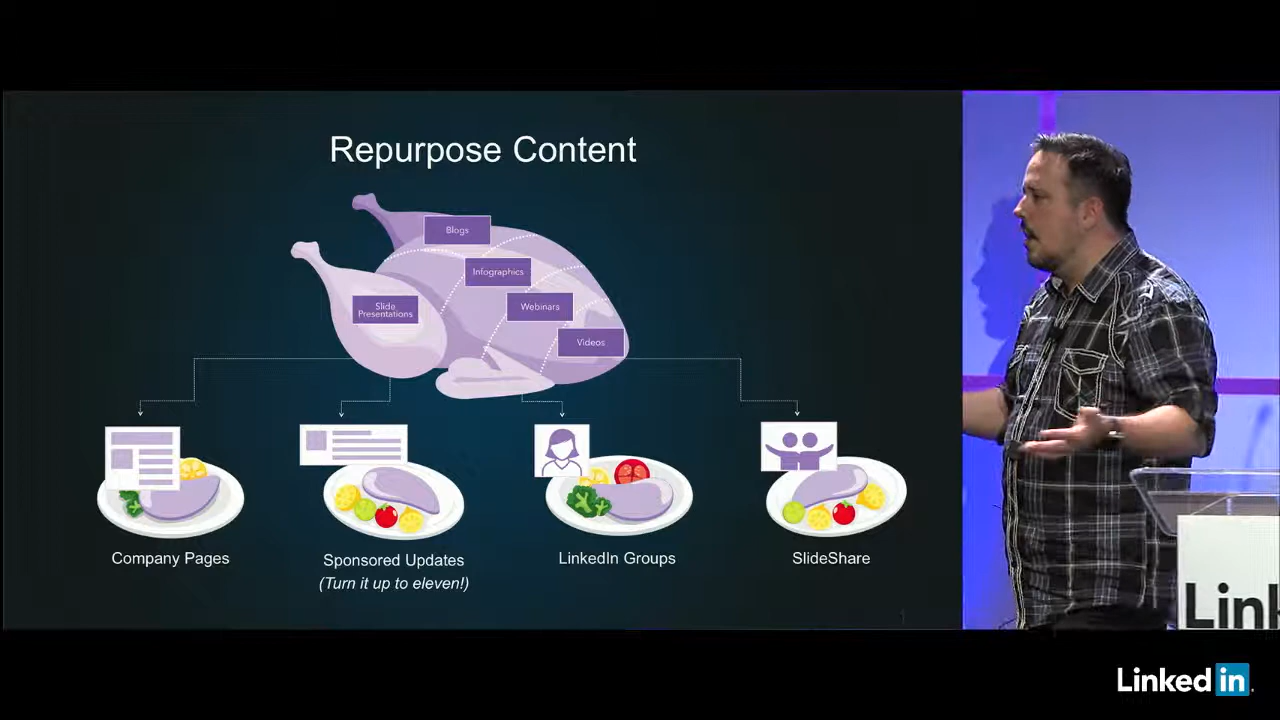 Repurpose Content
Blogs
Infographics
Slide
Presentations
Webinars
Videos
Company Pages
Sponsored Updates
(Turn it up to eleven!)
LinkedIn Groups
SlideShare
Link
Linked in